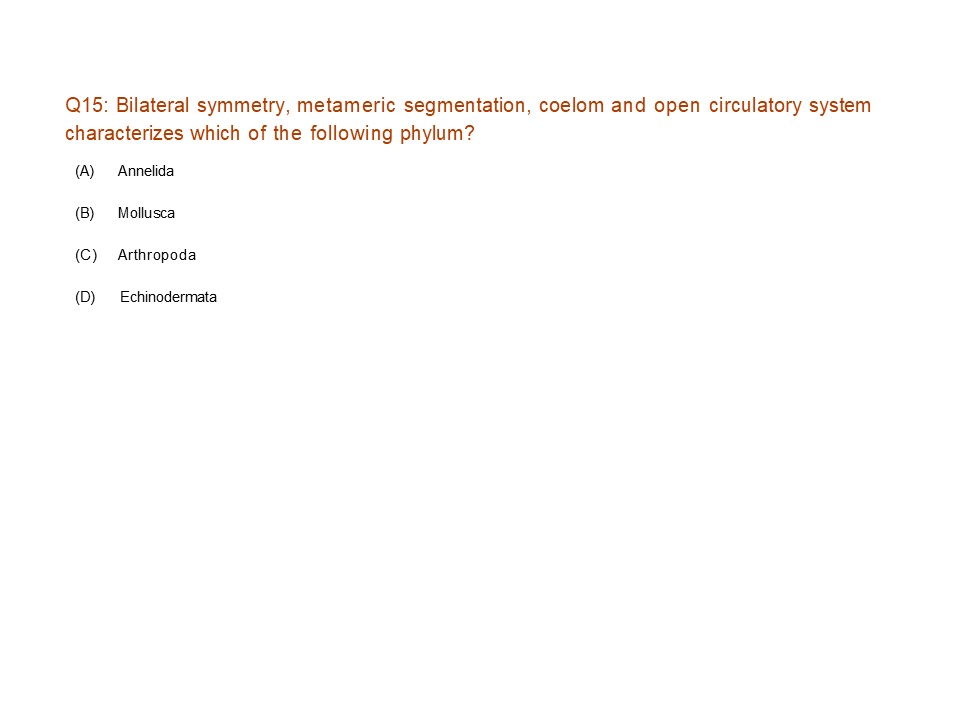 Q15: Bilateral symmetry, metameric segmentation, coelom and open circulatory system
characterizes which of the following phylum?
(A) Annelida
(B) Mollusca
(C) Arthropoda
(D) Echinodermata